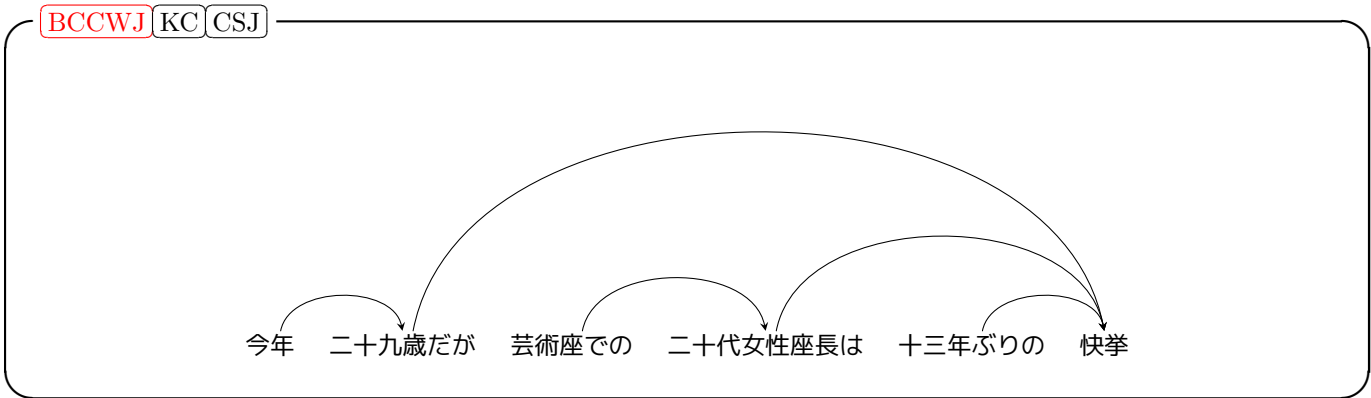 BCCWJ KC CSJ
今年 二十九歳だが 芸術座での 二十代女性座長は 十三年ぶりの 快挙